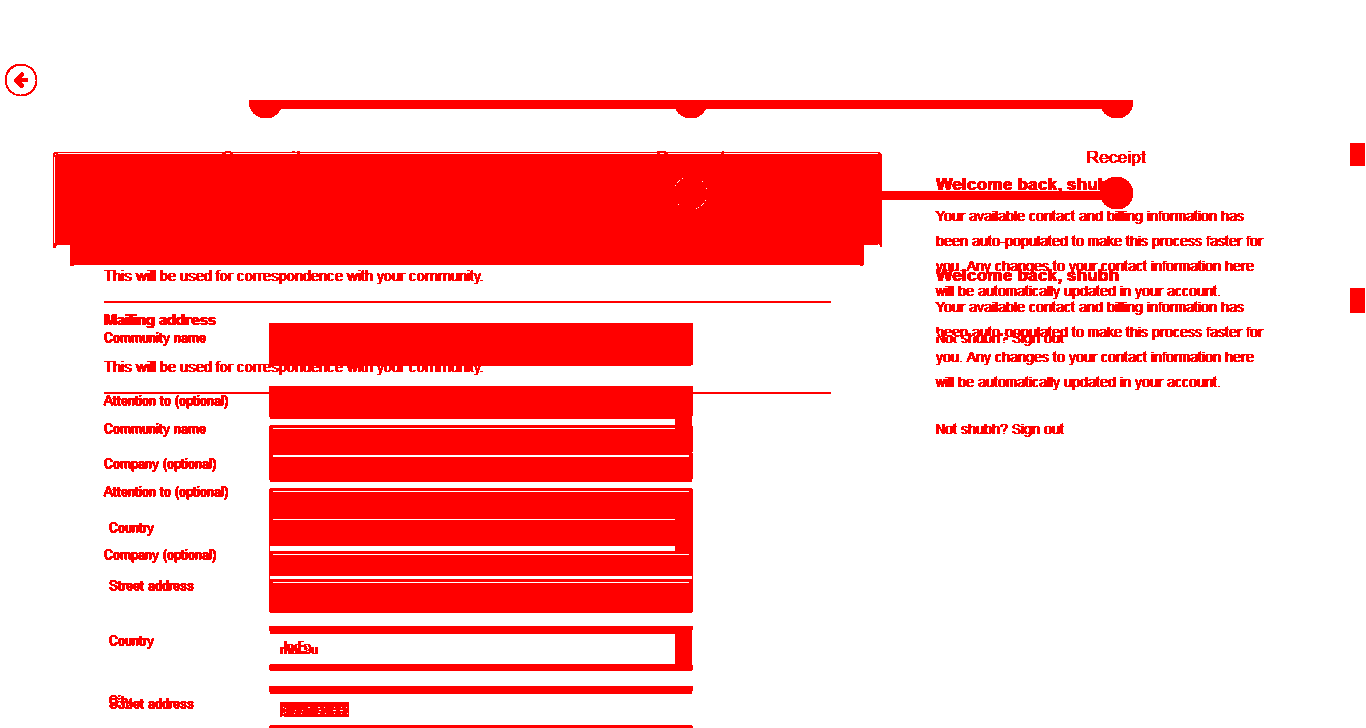 Receipt
Welcome back, shubh
Your available contact and billing information has
been auto-populated to make this process faster for
you. Any changes to your contact information here
will be automatically updated in your account.
Not shubh? Sign out
This will be used for correspondence with your community.
Mailing address
Community name
This will be used for correspondence with your community.
Attention to (optional)
Community name
Company (optional)
Attention to (optional)
Country
Company (optional)
Street address
Country
Street address
Welcome back, shubh
Your available contact and billing information has
been auto-populated to make this process faster for
you. Any changes to your contact information here
will be automatically updated in your account.
Not shubh? Sign out